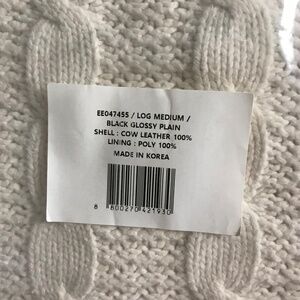 EE047455 / LOG MEDIUM /
BLACK GLOSSY PLAIN
SHELL : COW LEATHER 100%
LINING : POLY 100%
MADE IN KOREA
8 800270 421930